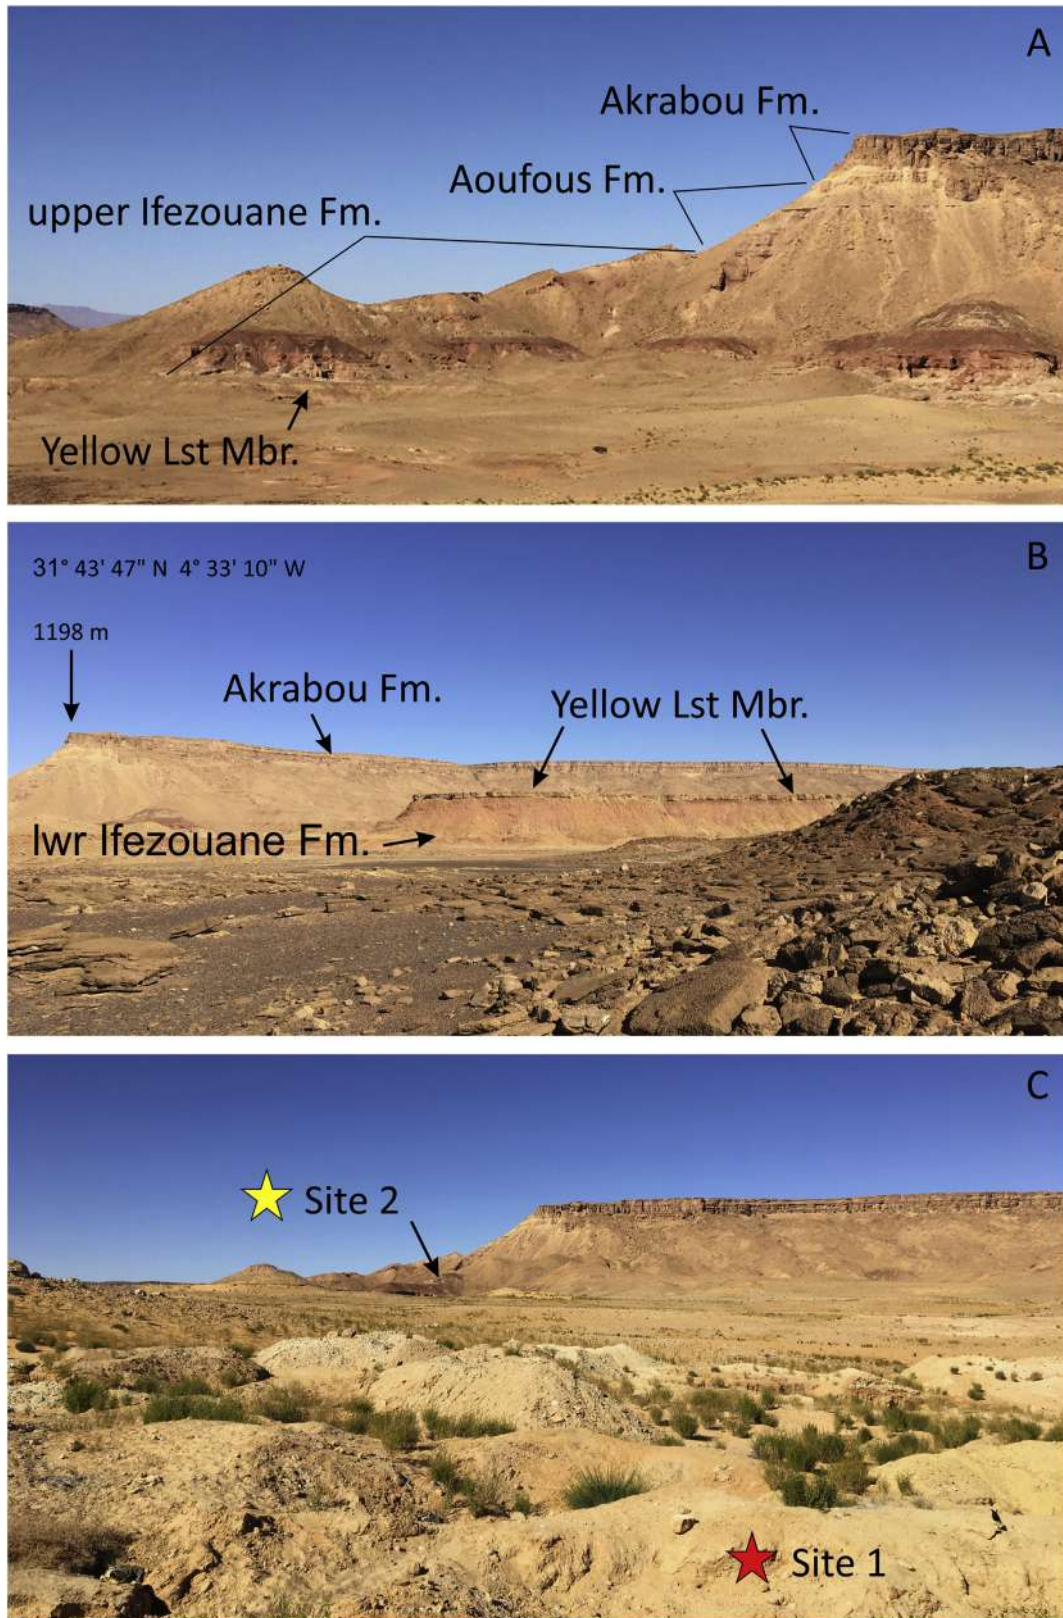 A
Akrabou Fm.
Aoufous Fm.
upper Ifezouane Fm.
Yellow Lst Mbr.
B
31° 43' 47" N 4° 33' 10" W
1198 m
Akrabou Fm.
Yellow Lst Mbr.
lwr Ifezouane Fm.
C
Site 2
Site 1